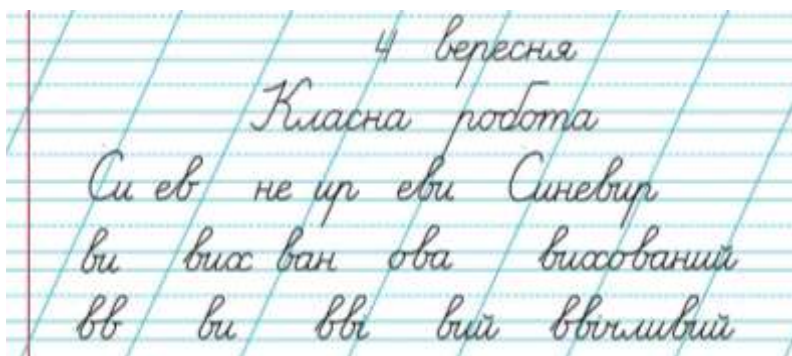 4 вересня
Класна робота
Си ев не ир еви Синевир
ви вих ван ова вихований
вв ви вві вий ввічливий